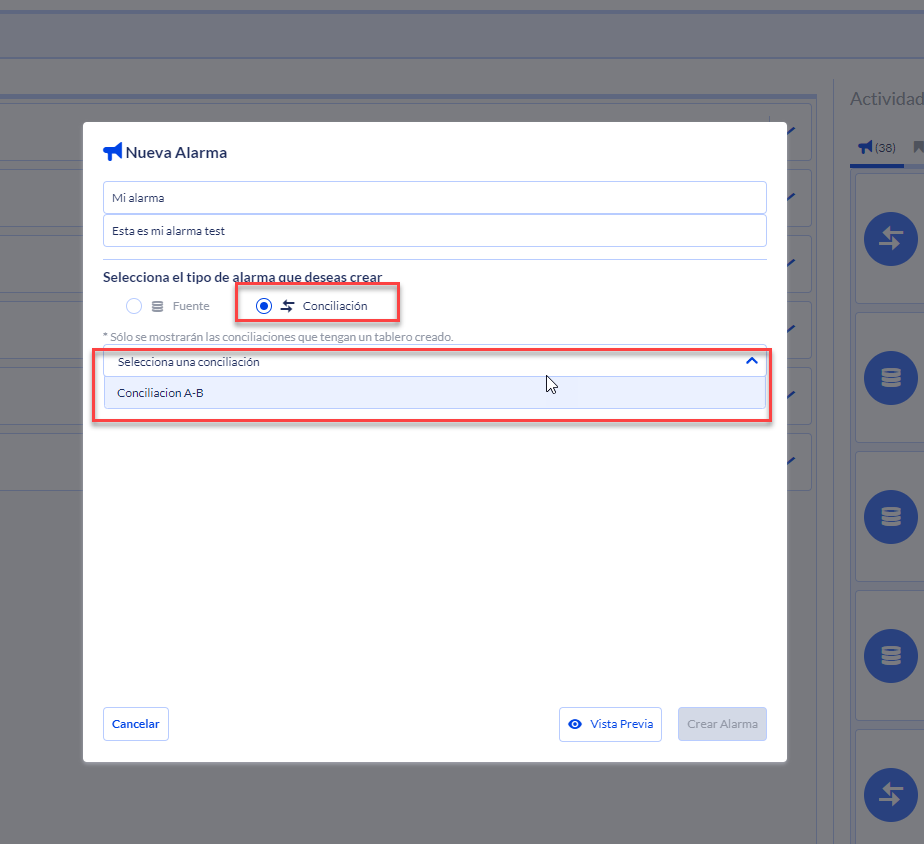 Actividad
(38)
Nueva Alarma
Mi alarma
Esta es mi alarma test
Selecciona el tipo de alarma que deseas crear
Fuente
Conciliación
* Sólo se mostrarán las conciliaciones que tengan un tablero creado.
Selecciona una conciliación
Conciliacion A-B
Cancelar
Vista Previa
Crear Alarma